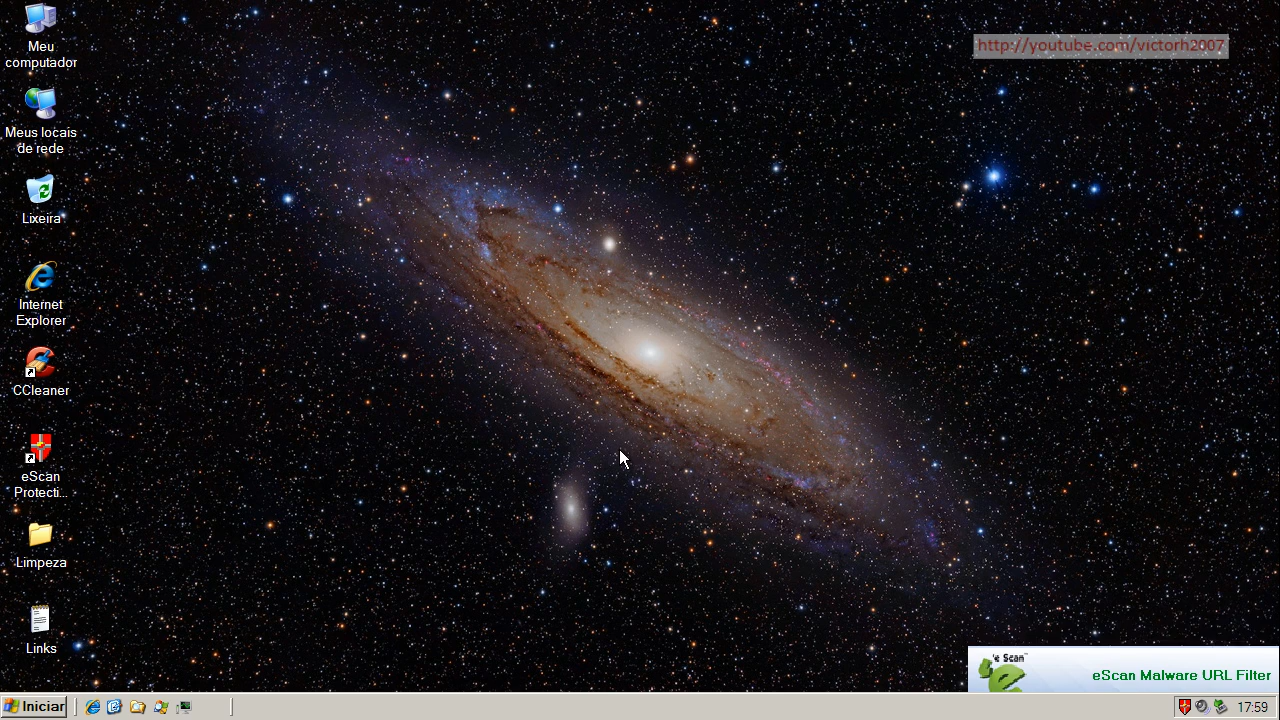 Meu
computador
Meus locais
de rede
Lixeira
Internet
Explorer
CCleaner
eScan
Protecti...
Limpeza
Links
http://youtube.com/victorh2007
e Scan™
eScan Malware URL Filter
Iniciar
17:59